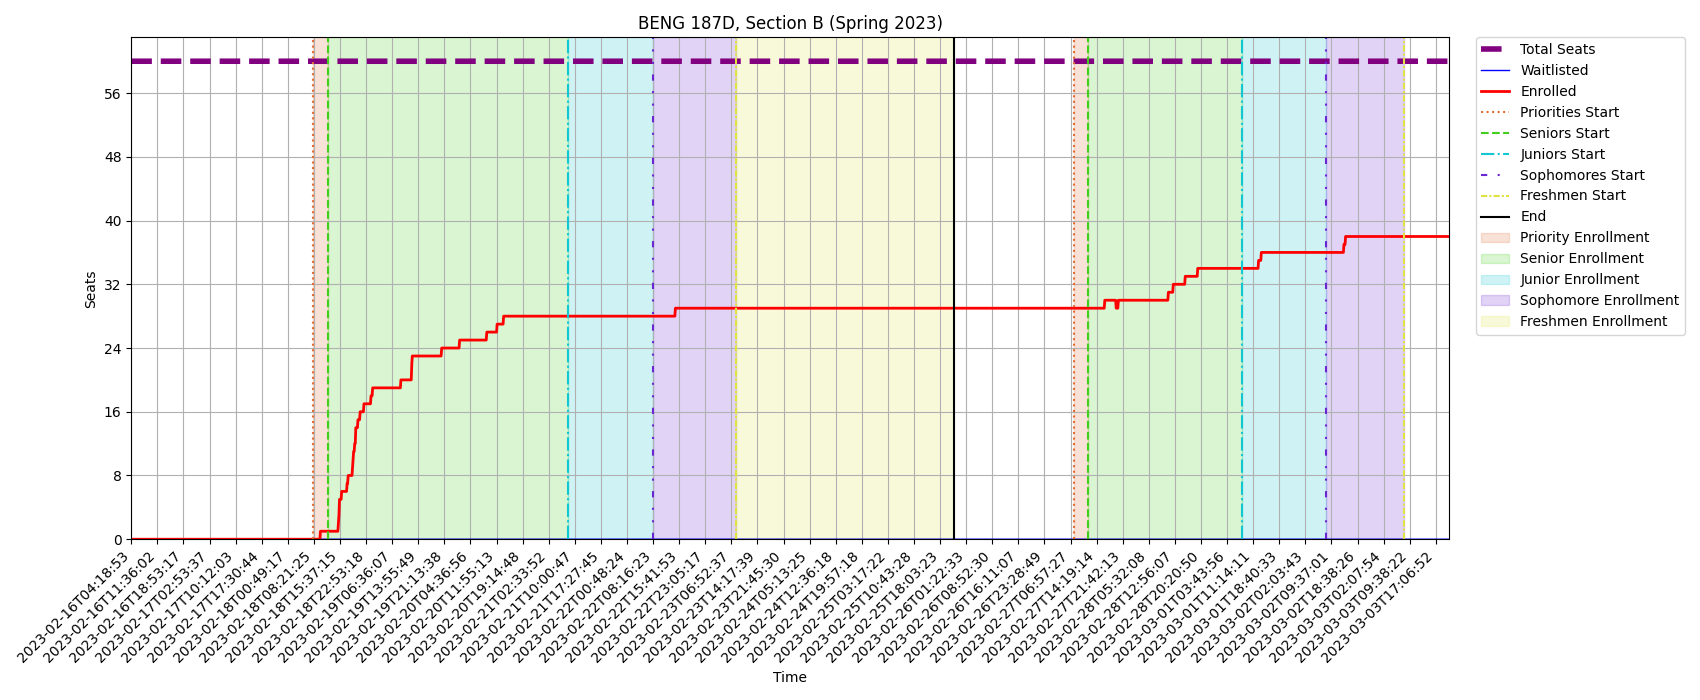 BENG 187D, Section B (Spring 2023)
Seats
56
48
40
32
24
16
8
0
2023-02-16T04:18:53
2023-02-16T11:36:02
2023-02-16T18:53:17
2023-02-17T02:53:37
2023-02-17T10:12:03
2023-02-17T17:30:44
2023-02-18T00:49:17
2023-02-18T08:21:25
2023-02-18T15:37:15
2023-02-18T22:53:18
2023-02-19T06:36:07
2023-02-19T13:55:49
2023-02-19T21:13:38
2023-02-20T04:36:56
2023-02-20T11:55:13
2023-02-20T19:14:48
2023-02-21T02:33:52
2023-02-21T10:00:47
2023-02-21T17:27:45
2023-02-22T00:48:24
2023-02-22T08:16:23
2023-02-22T15:41:53
2023-02-22T23:05:17
2023-02-23T06:52:37
2023-02-23T14:17:39
2023-02-23T21:45:30
2023-02-24T05:13:25
2023-02-24T12:36:18
2023-02-24T19:57:18
2023-02-25T03:17:22
2023-02-25T10:43:28
2023-02-25T18:03:23
2023-02-26T01:22:33
2023-02-26T08:52:30
2023-02-26T16:11:07
2023-02-26T23:28:49
2023-02-27T06:57:27
2023-02-27T14:19:14
2023-02-27T21:42:13
2023-02-28T05:32:08
2023-02-28T12:56:07
2023-02-28T20:20:50
2023-03-01T03:43:56
2023-03-01T11:14:11
2023-03-01T18:40:33
2023-03-02T02:03:43
2023-03-02T09:37:01
2023-03-02T18:38:26
2023-03-03T02:07:54
2023-03-03T09:38:22
2023-03-03T17:06:52
Time
Total Seats
Waitlisted
Enrolled
Priorities Start
Seniors Start
Juniors Start
Sophomores Start
Freshmen Start
End
Priority Enrollment
Senior Enrollment
Junior Enrollment
Sophomore Enrollment
Freshmen Enrollment